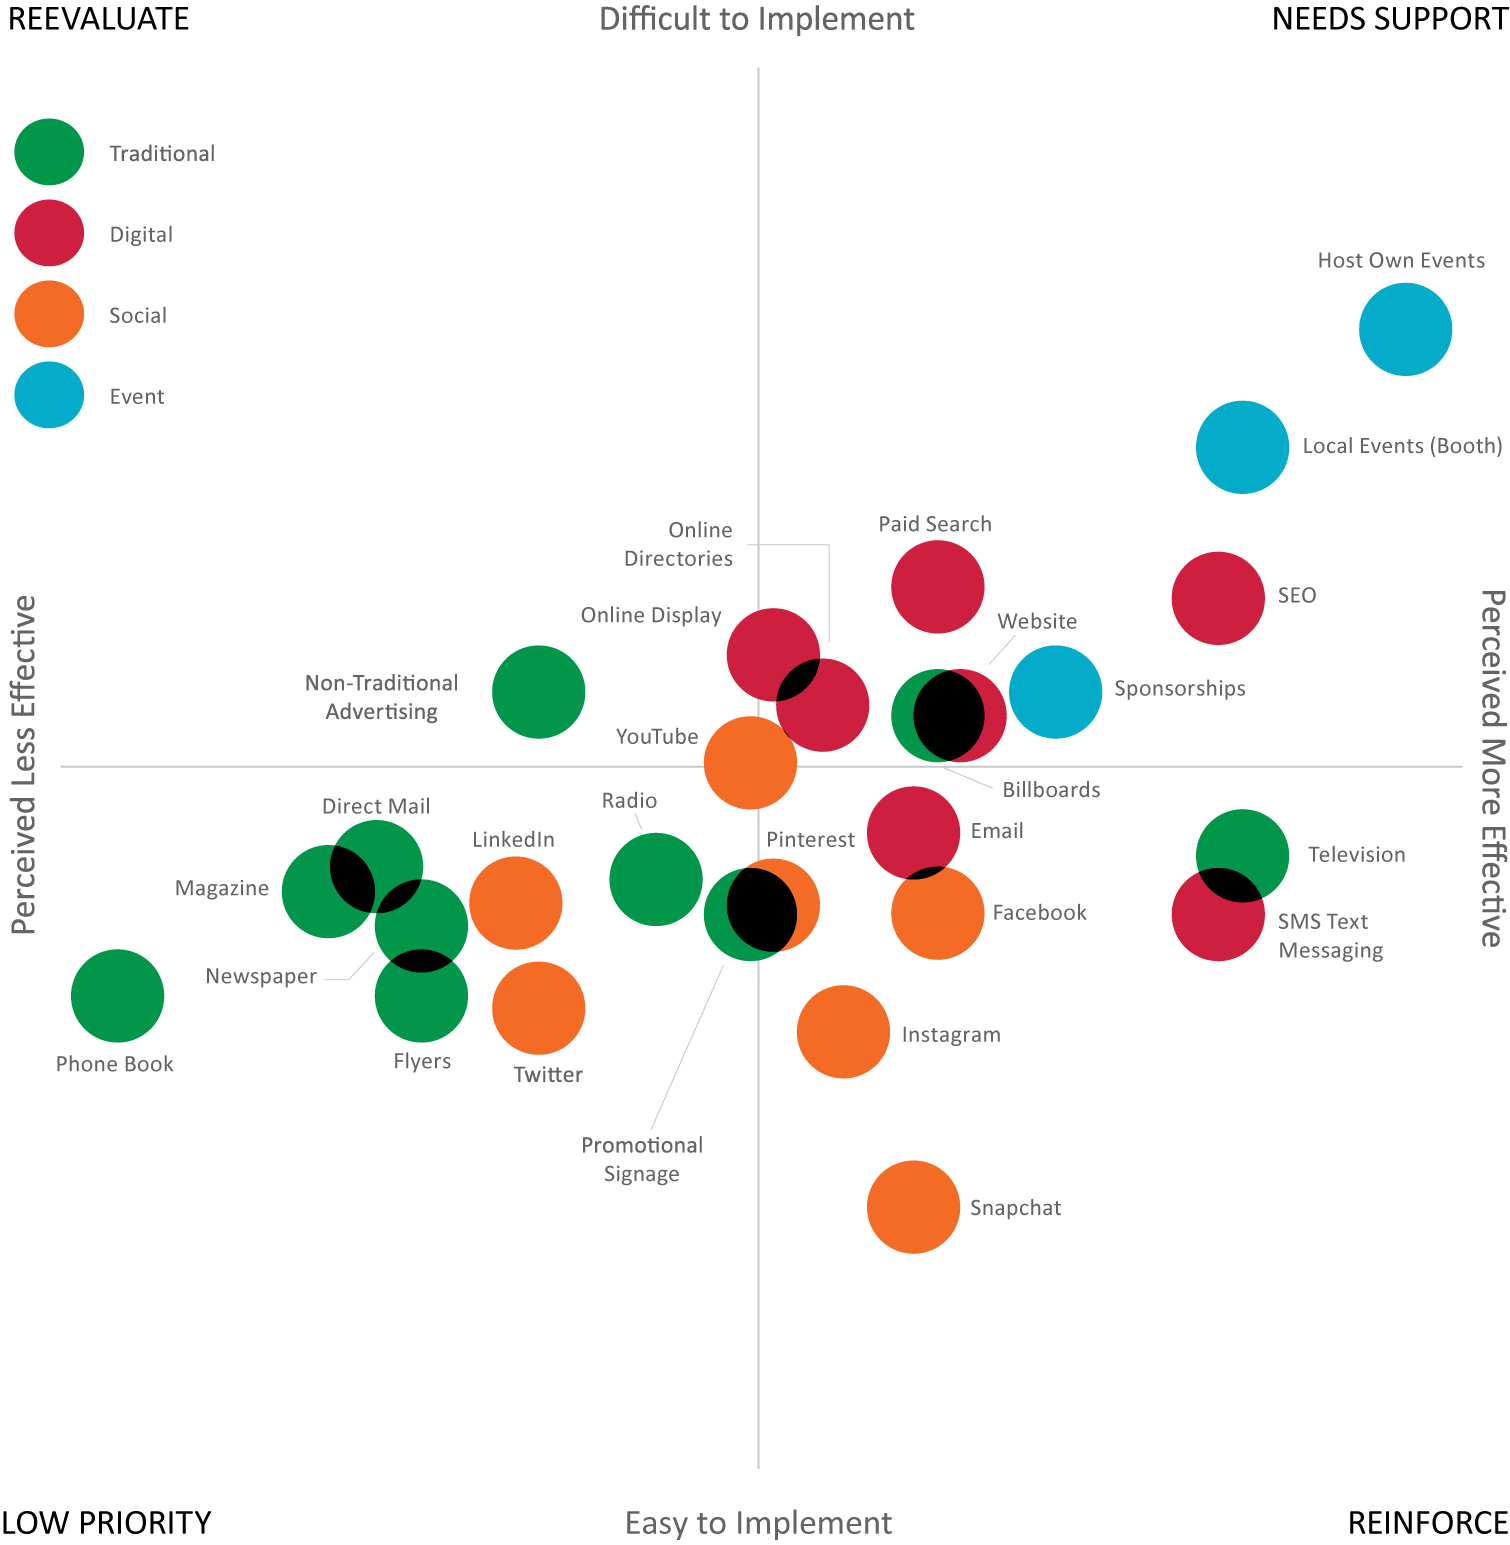 REEVALUATE
Difficult to Implement
NEEDS SUPPORT
Traditional
Digital
Social
Event
Host Own Events
Local Events (Booth)
Paid Search
Online
Directories
SEO
Online Display
Website
Non-Traditional
Advertising
Sponsorships
YouTube
Perceived Less Effective
Perceived More Effective
Billboards
Radio
Direct Mail
LinkedIn
Pinterest
Email
Television
Magazine
Facebook
SMS Text
Messaging
Newspaper
Phone Book
Flyers
Twitter
Instagram
Promotional
Signage
Snapchat
LOW PRIORITY
Easy to Implement
REINFORCE